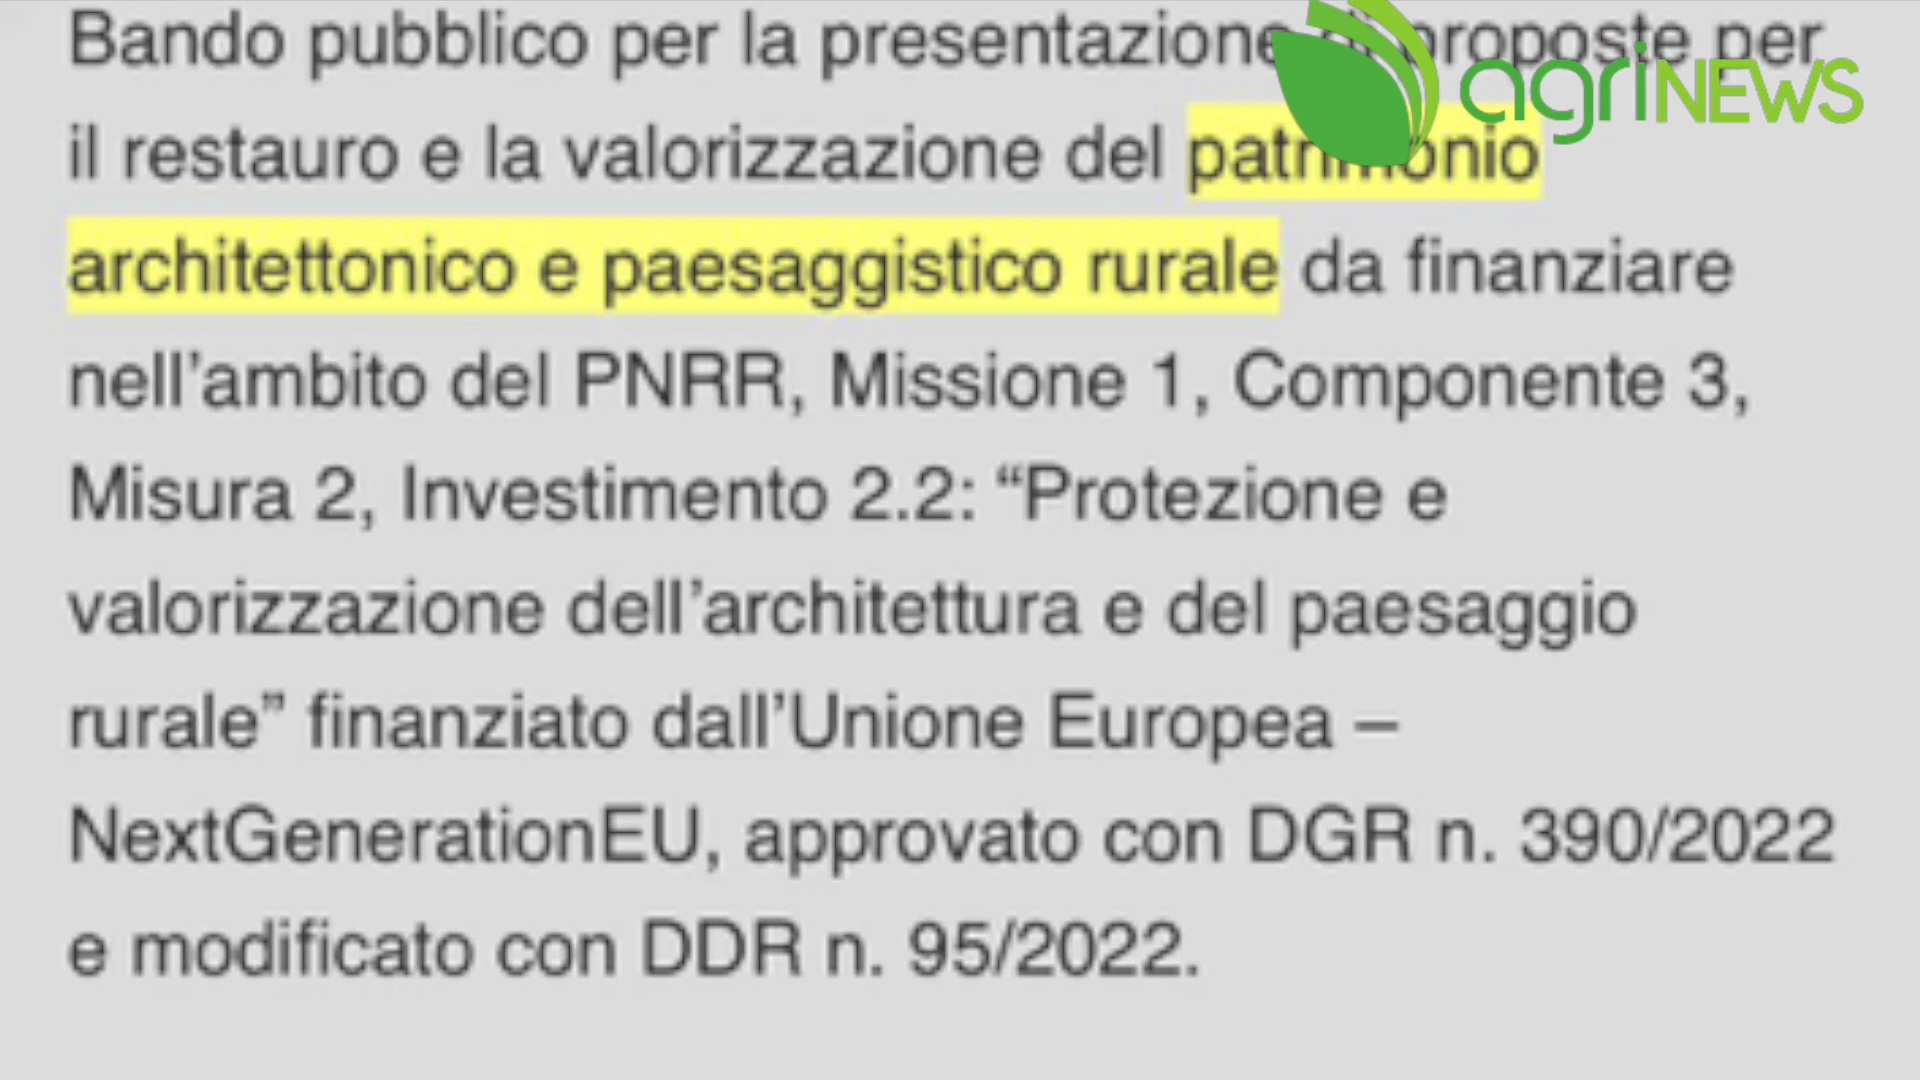 Bando pubblico per la presentazione di proposte per
il restauro e la valorizzazione del patrimonio
architettonico e paesaggistico rurale da finanziare
nell’ambito del PNRR, Missione 1, Componente 3,
Misura 2, Investimento 2.2: “Protezione e
valorizzazione dell’architettura e del paesaggio
rurale” finanziato dall’Unione Europea –
NextGenerationEU, approvato con DGR n. 390/2022
e modificato con DDR n. 95/2022.
agriNEWS